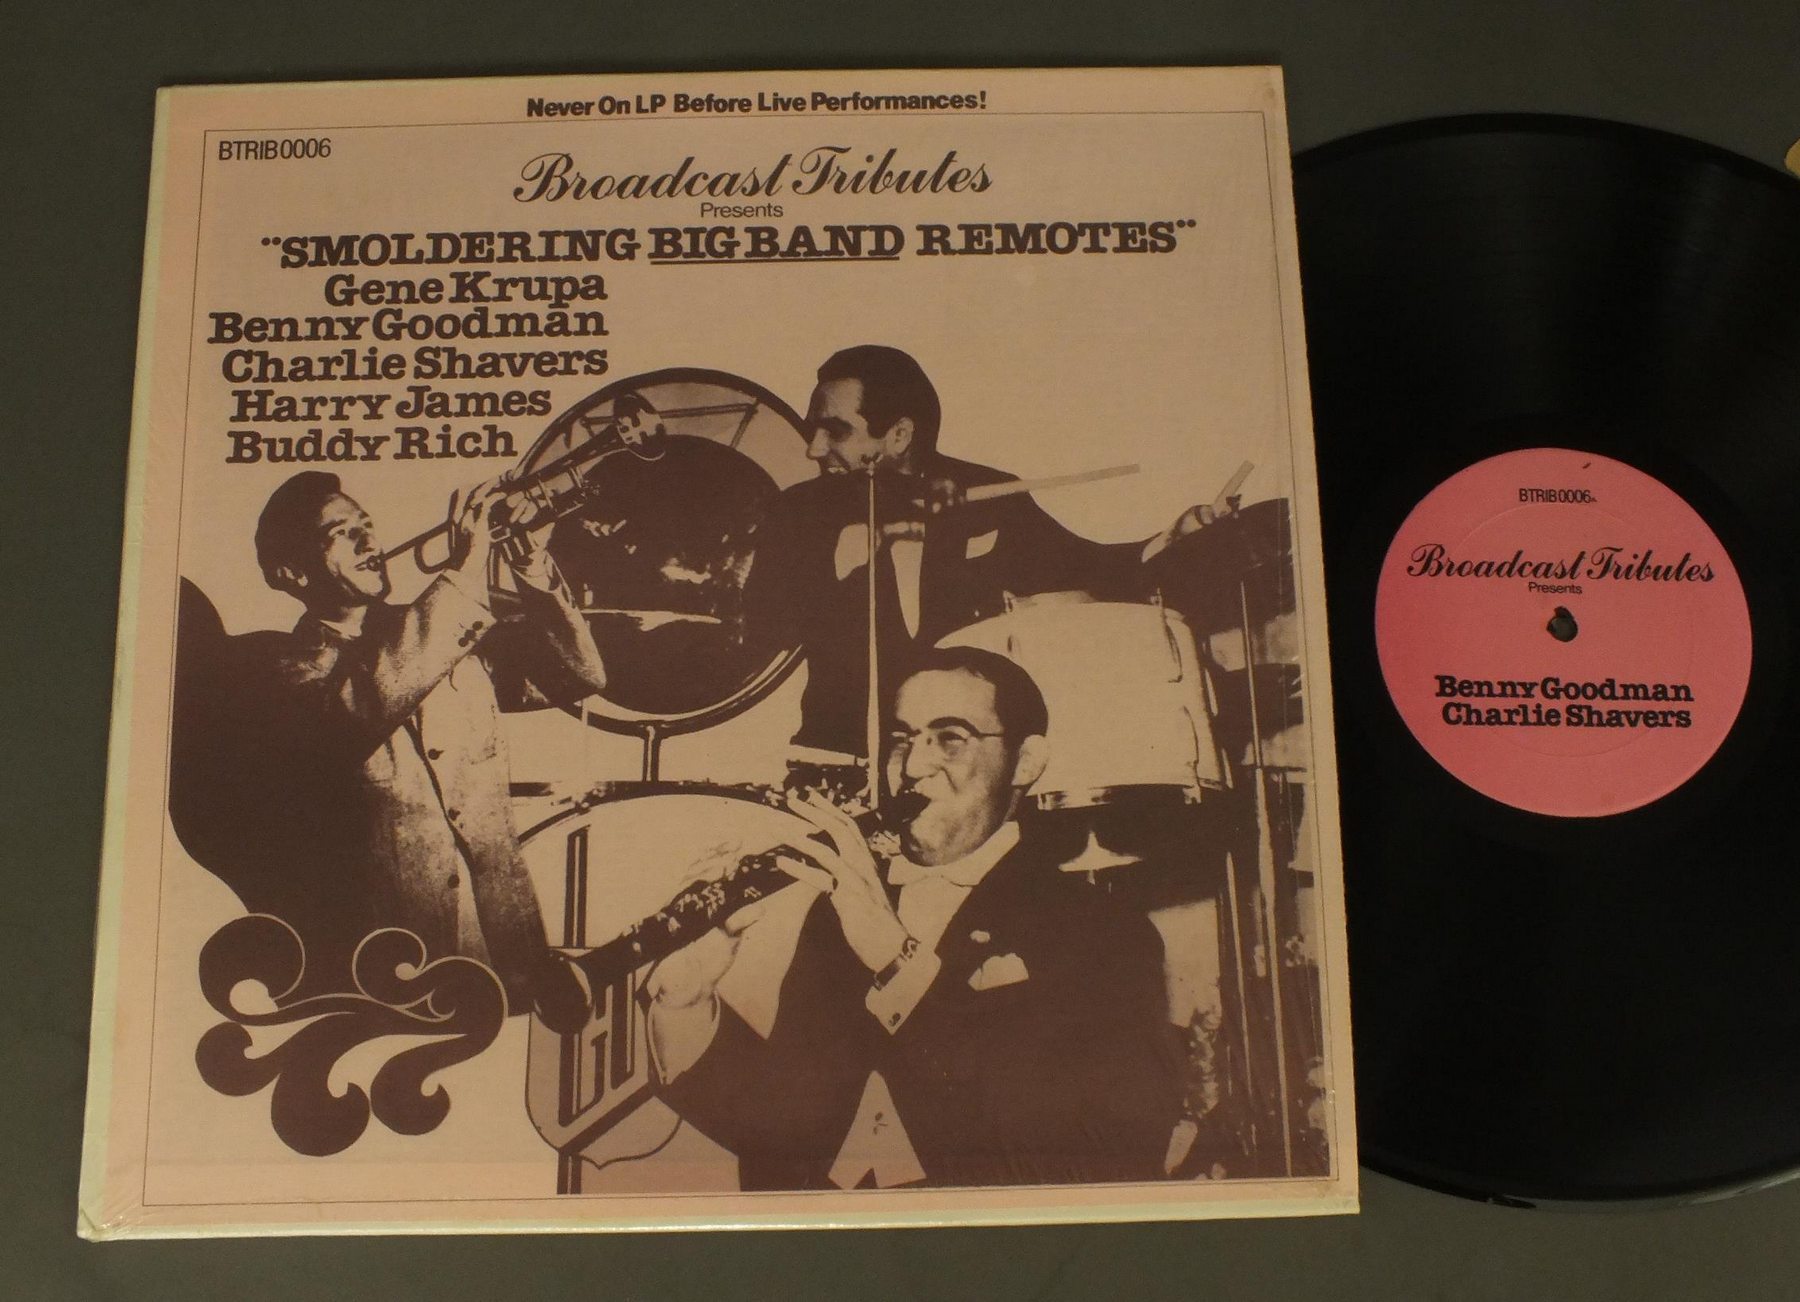 Never On LP Before Live Performances!
BTRIB0006
Broadcast Tributes
Presents
"SMOLDERING BIG BAND REMOTES"
Gene Krupa
Benny Goodman
Charlie Shavers
Harry James
Buddy Rich
BTRIB0006A
Broadcast Tributes
Presents
Benny Goodman
Charlie Shavers